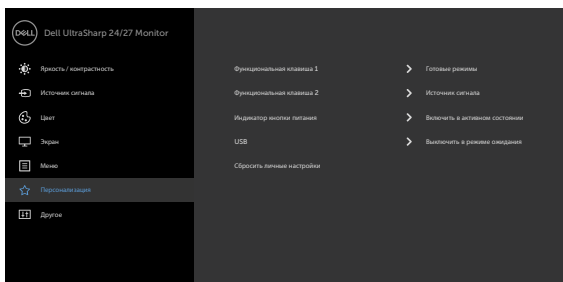 DELL Dell UltraSharp 24/27 Monitor
Яркость / контрастность
Функциональная клавиша 1 Готовые режимы
Источник сигнала
Функциональная клавиша 2 Источник сигнала
Цвет
Индикатор кнопки питания Включить в активном состоянии
Экран
USB Выключить в режиме ожидания
Меню
Сбросить личные настройки
Персонализация
Другое